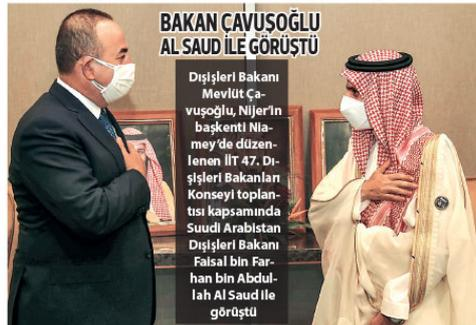 BAKAN ÇAVUŞOĞLU
AL SAUD İLE GÖRÜŞTÜ
Dışişleri Bakanı
Mevlüt Ça-
vuşoğlu, Nijer'in
başkenti Nia-
mey'de düzen-
lenen İİT 47. Dı-
şişleri Bakanları
Konseyi toplan-
tısı kapsamında
Suudi Arabistan
Dışişleri Bakanı
Faisal bin Far-
han bin Abdul-
lah Al Saud ile
görüştü